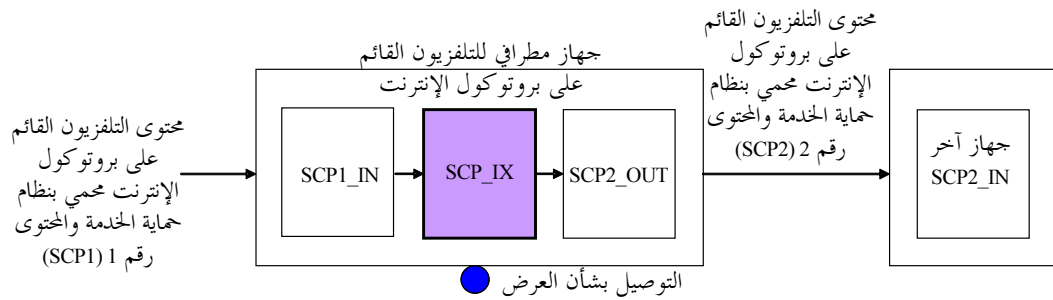 محتوى التلفزيون القائم
على بروتوكول
الإنترنت محمي بنظام
حماية الخدمة والمحتوى
رقم 2 (SCP2)
جهاز مطرافي للتلفزيون القائم
على بروتوكول الإنترنت
محتوى التلفزيون القائم
على بروتوكول
الإنترنت محمي بنظام
حماية الخدمة والمحتوى
رقم 1 (SCP1)
SCP1_IN
SCP_IX
SCP2_OUT
جهاز آخر
SCP2_IN
التوصيل بشأن العرض